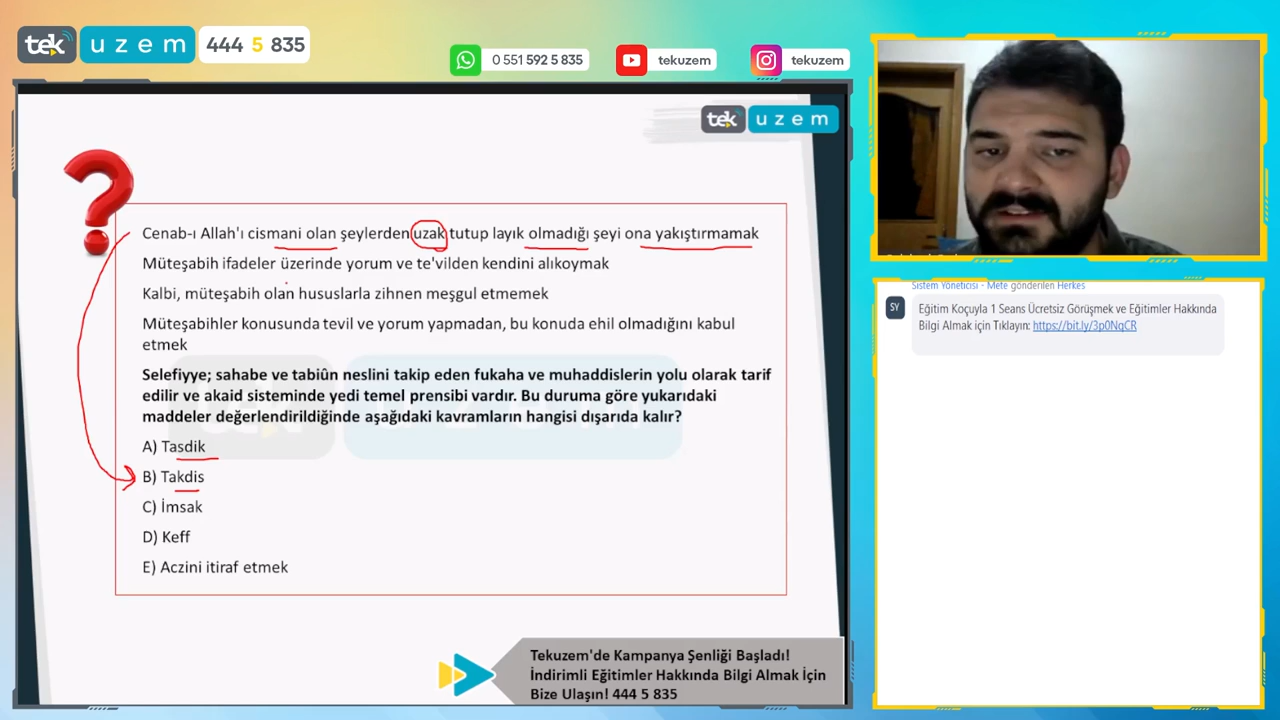 tek uzem 444 5 835
0 551 592 5 835
tekuzem
tekuzem
tek uzem
Cenab-ı Allah'ı cismani olan şeylerden uzak tutup layık olmadığı şeyi ona yakıştırmamak
Müteşabih ifadeler üzerinde yorum ve te'vilden kendini alıkoymak
Kalbi, müteşabih olan hususlarla zihnen meşgul etmemek
Müteşabihler konusunda tevil ve yorum yapmadan, bu konuda ehil olmadığını kabul
etmek
Selefiyye; sahabe ve tabiûn neslini takip eden fukaha ve muhaddislerin yolu olarak tarif
edilir ve akaid sisteminde yedi temel prensibi vardır. Bu duruma göre yukarıdaki
maddeler değerlendirildiğinde aşağıdaki kavramların hangisi dışarıda kalır?
A) Tasdik
B) Takdis
C) İmsak
D) Keff
E) Aczini itiraf etmek
Tekuzem'de Kampanya Şenliği Başladı!
İndirimli Eğitimler Hakkında Bilgi Almak İçin
Bize Ulaşın! 444 5 835
Sistem Yöneticisi - Mete gönderilen Herkes
SY
Eğitim Koçuyla 1 Seans Ücretsiz Görüşmek ve Eğitimler Hakkında
Bilgi Almak için Tıklayın: https://bit.ly/3p0NqCR